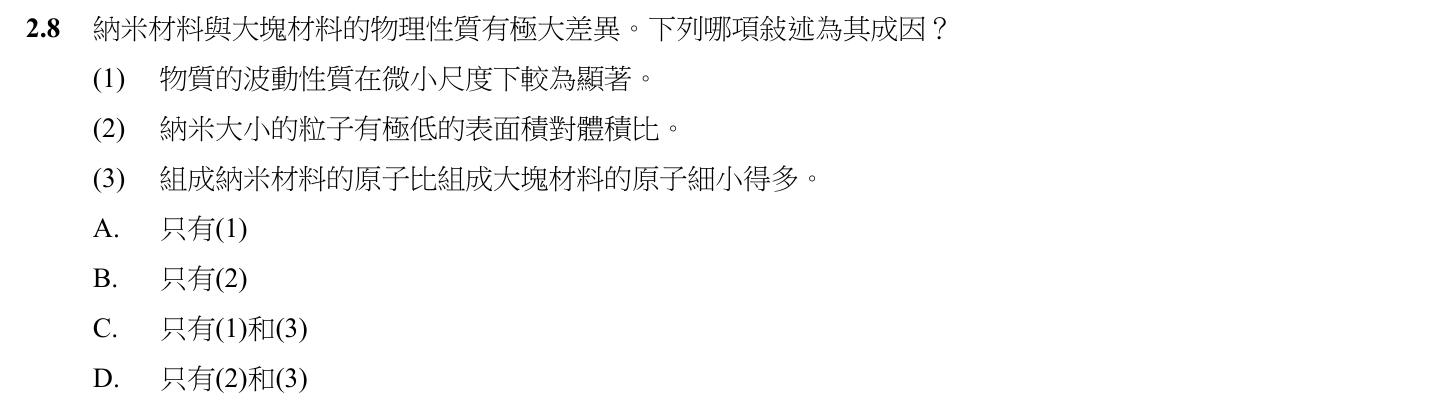 2.8 納米材料與大塊材料的物理性質有極大差異。下列哪項敍述為其成因？
(1) 物質的波動性質在微小尺度下較為顯著。
(2) 納米大小的粒子有極低的表面積對體積比。
(3) 組成納米材料的原子比組成大塊材料的原子細小得多。
A. 只有(1)
B. 只有(2)
C. 只有(1)和(3)
D. 只有(2)和(3)